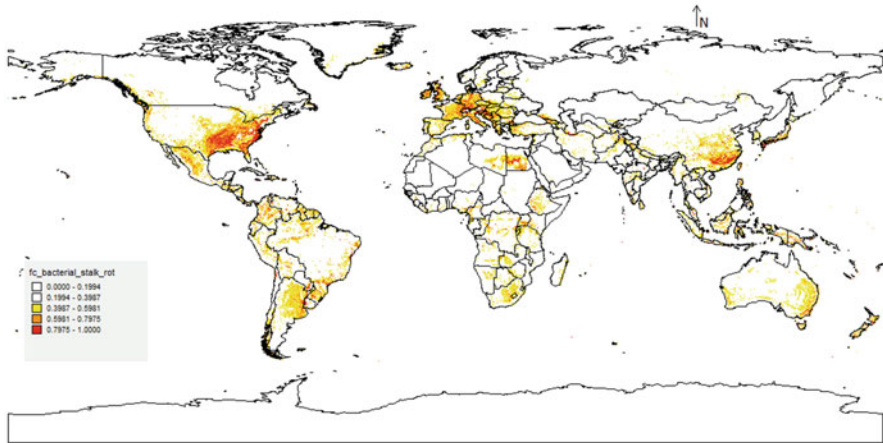 N
fc_bacterial_stalk_rot
0.0000 - 0.1994
0.1994 - 0.3987
0.3987 - 0.5981
0.5981 - 0.7975
0.7975 - 1.0000